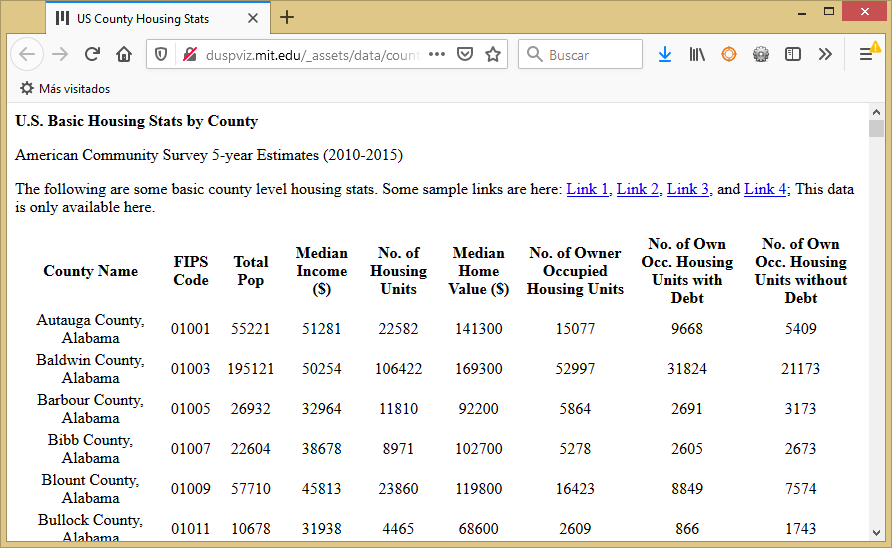 US County Housing Stats
duspviz.mit.edu/_assets/data/count
Buscar
Más visitados
U.S. Basic Housing Stats by County
American Community Survey 5-year Estimates (2010-2015)
The following are some basic county level housing stats. Some sample links are here: Link 1, Link 2, Link 3, and Link 4; This data
is only available here.
County Name FIPS Code Total Pop Median Income ($) No. of Housing Units Median Home Value ($) No. of Owner Occupied Housing Units No. of Own Occ. Housing Units with Debt No. of Own Occ. Housing Units without Debt
Autauga County, Alabama 01001 55221 51281 22582 141300 15077 9668 5409
Baldwin County, Alabama 01003 195121 50254 106422 169300 52997 31824 21173
Barbour County, Alabama 01005 26932 32964 11810 92200 5864 2691 3173
Bibb County, Alabama 01007 22604 38678 8971 102700 5278 2605 2673
Blount County, Alabama 01009 57710 45813 23860 119800 16423 8849 7574
Bullock County, Alabama 01011 10678 31938 4465 68600 2609 866 1743